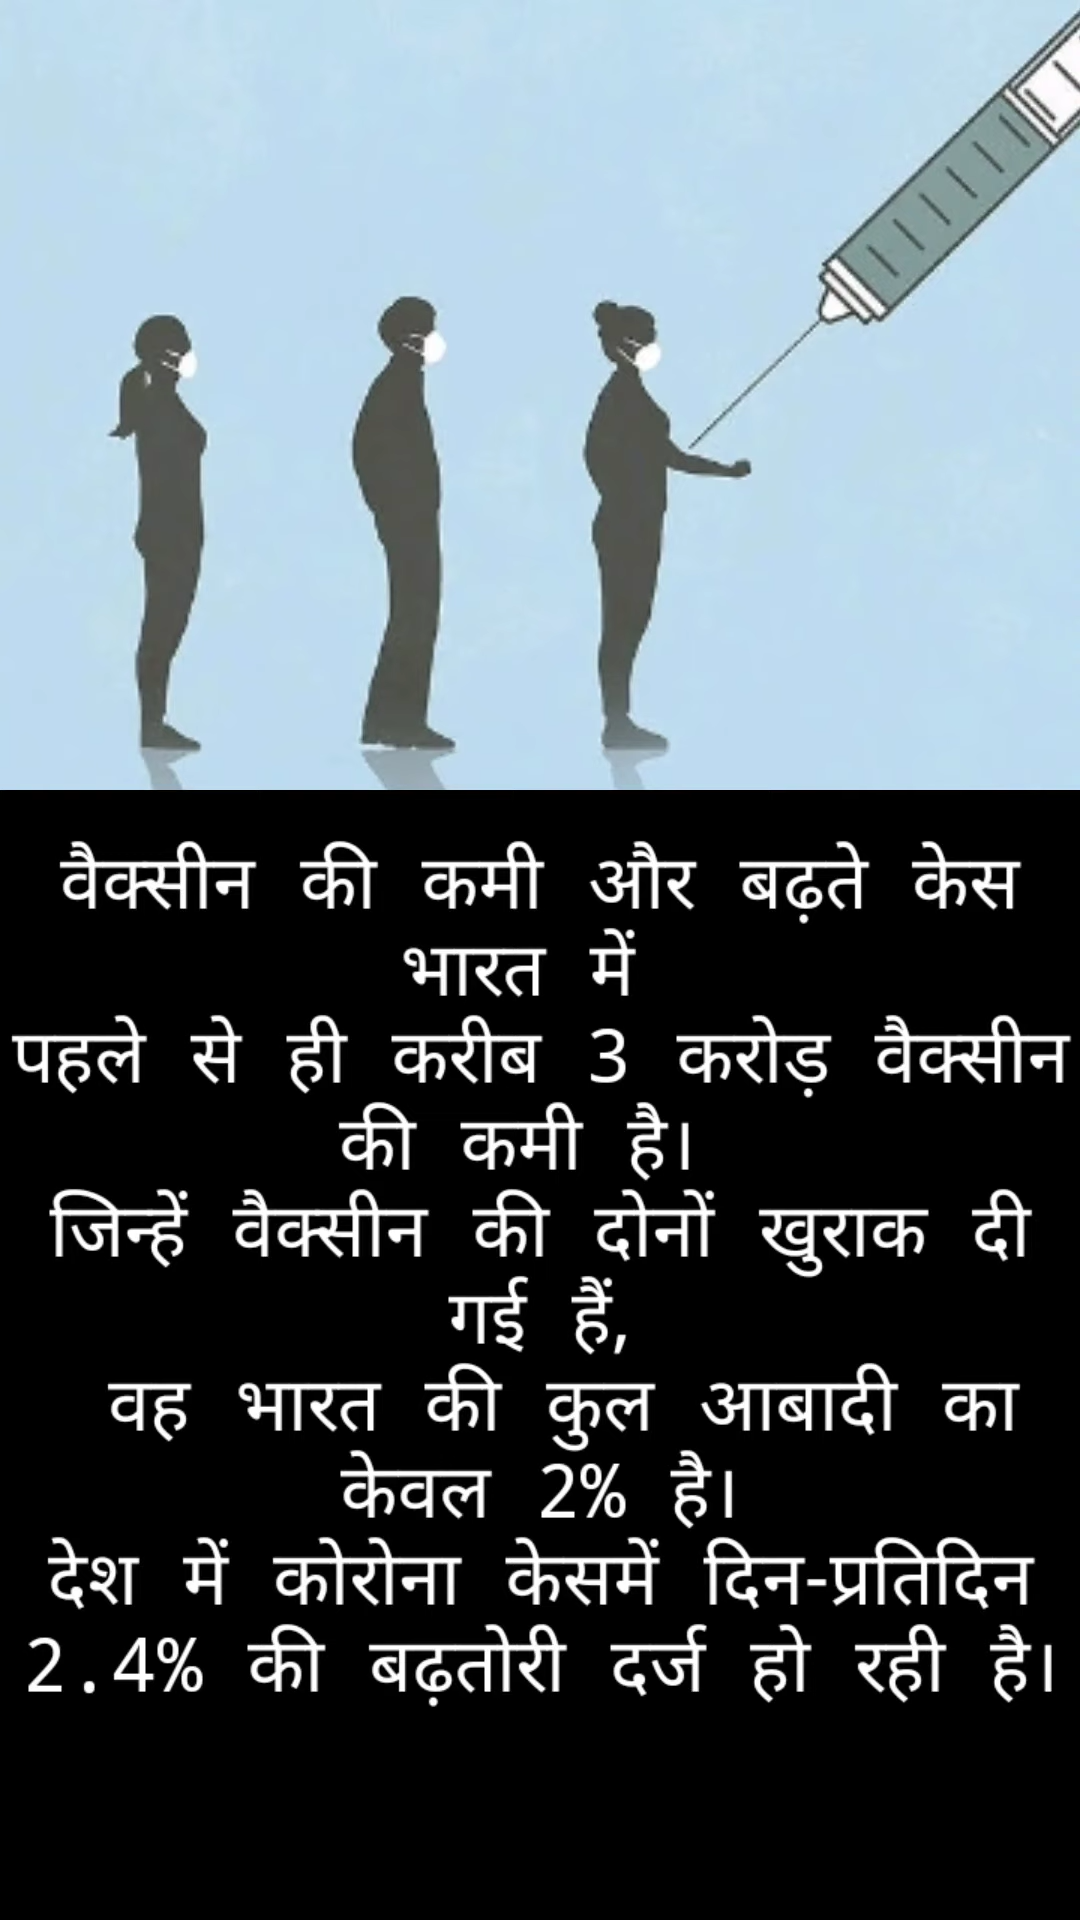 वैक्सीन की कमी और बढ़ते केस
भारत में
पहले से ही करीब 3 करोड़ वैक्सीन
की कमी है।
जिन्हें वैक्सीन की दोनों खुराक दी
गई हैं,
वह भारत की कुल आबादी का
केवल 2% है।
देश में कोरोना केसमें दिन-प्रतिदिन
2.4% की बढ़तोरी दर्ज हो रही है।